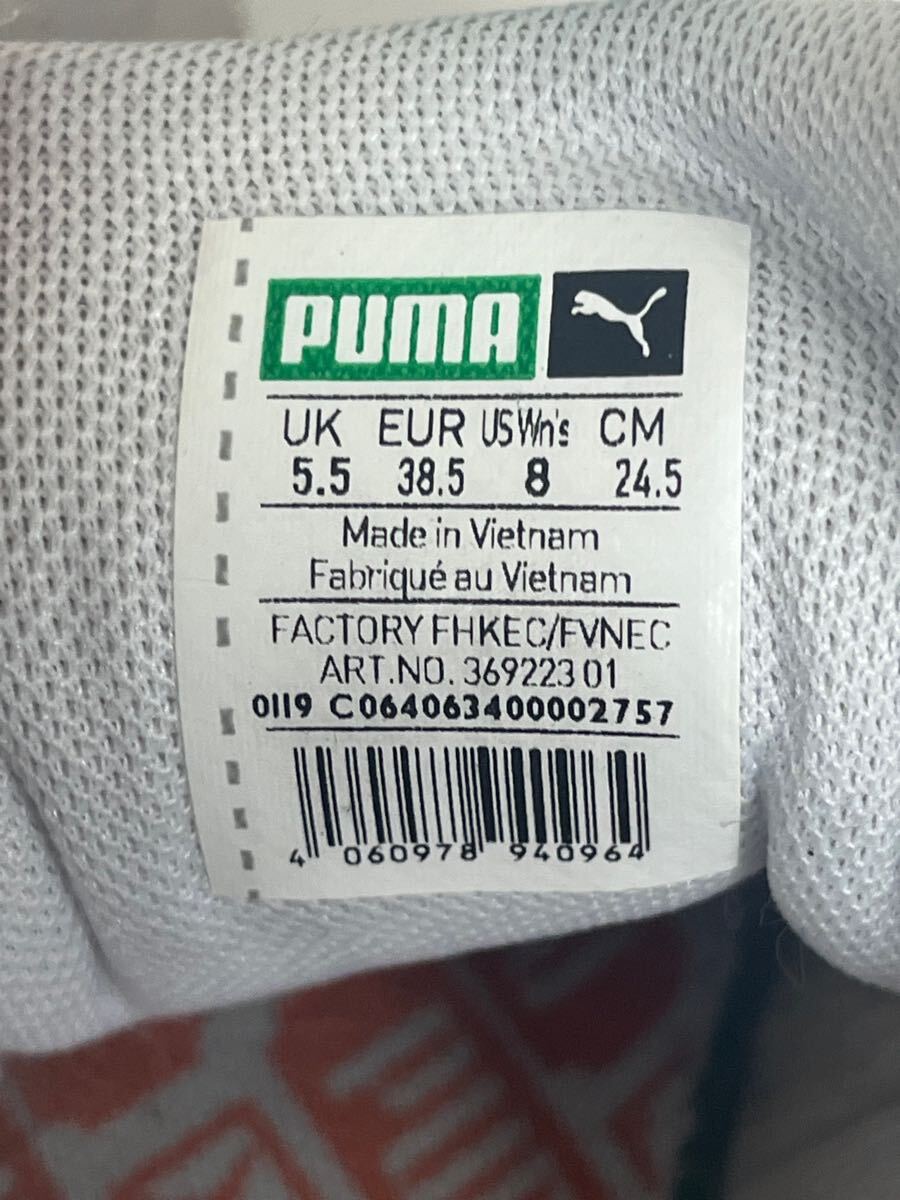 PUMA
UK EUR US Wn's CM
5.5 38.5 8 24.5
Made in Vietnam
Fabriqué au Vietnam
FACTORY FHKEC/FVNEC
ART.NO. 369223 01
0119 C064063400002757
4 060978 940964